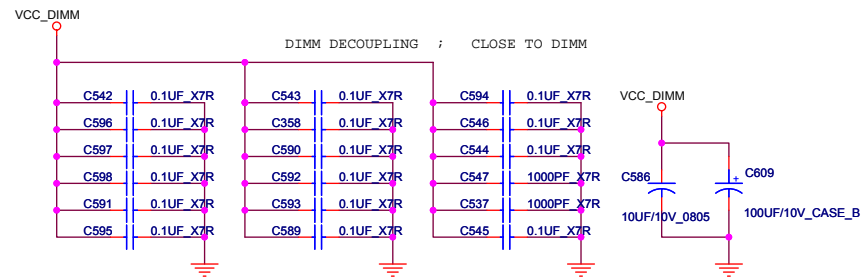 VCC_DIMM
DIMM DECOUPLING ; CLOSE TO DIMM
C542 0.1UF_X7R C543 0.1UF_X7R C594 0.1UF_X7R
VCC_DIMM
C596 0.1UF_X7R C358 0.1UF_X7R C546 0.1UF_X7R
C597 0.1UF_X7R C590 0.1UF_X7R C544 0.1UF_X7R
C598 0.1UF_X7R C592 0.1UF_X7R C547 1000PF_X7R
C586 + C609
C591 0.1UF_X7R C593 0.1UF_X7R C537 1000PF_X7R
10UF/10V_0805 100UF/10V_CASE_B
C595 0.1UF_X7R C589 0.1UF_X7R C545 0.1UF_X7R